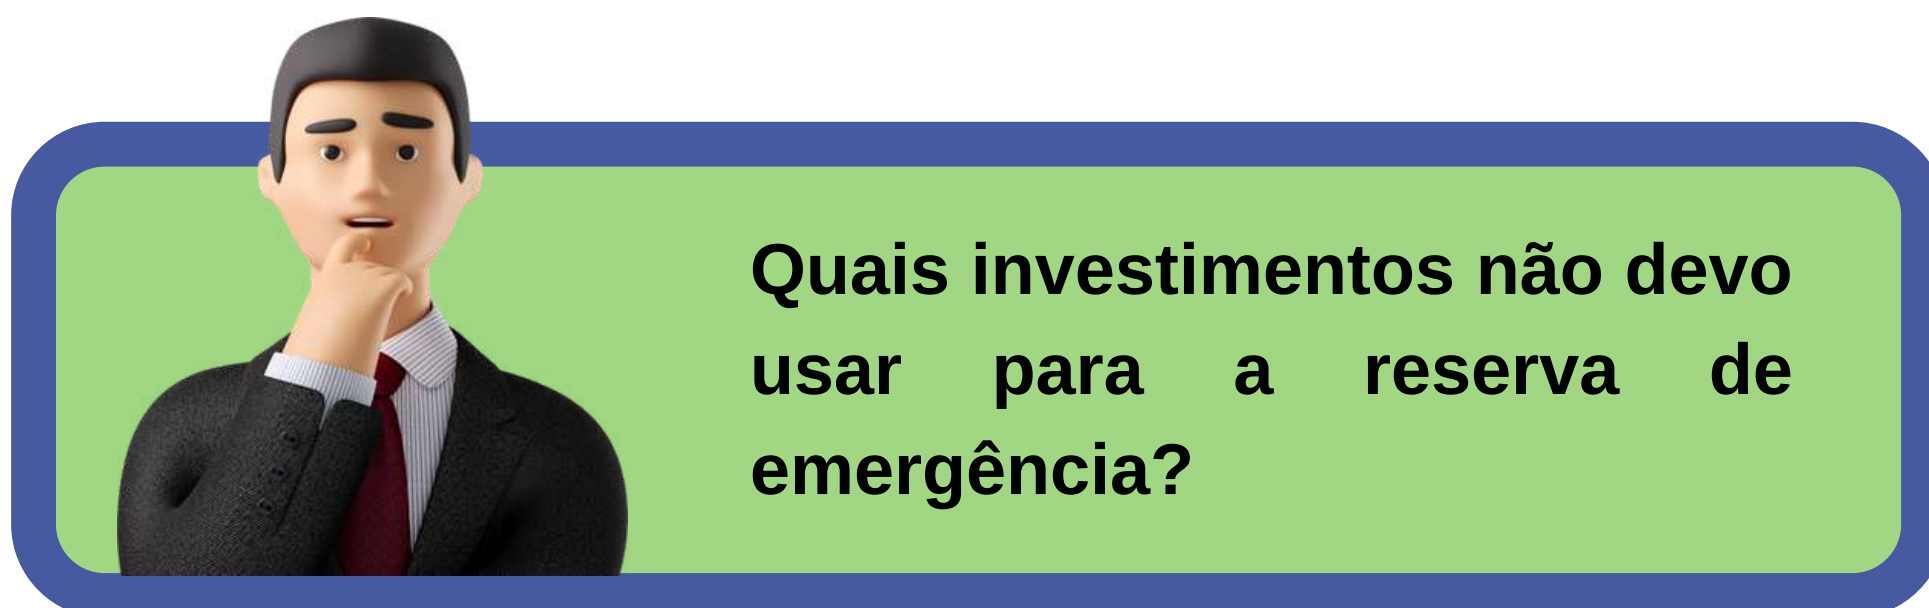 Quais investimentos não devo
usar para a reserva de
emergência?